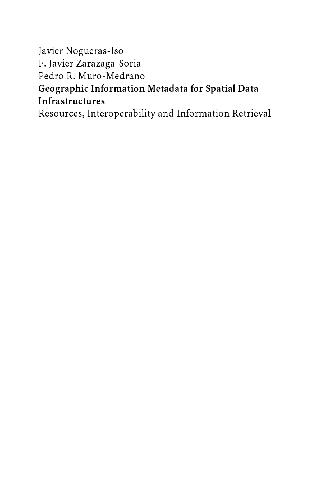 Javier Nogueras-Iso
F. Javier Zarazaga-Soria
Pedro R. Muro-Medrano
Geographic Information Metadata for Spatial Data
Infrastructures
Resources, Interoperability and Information Retrieval